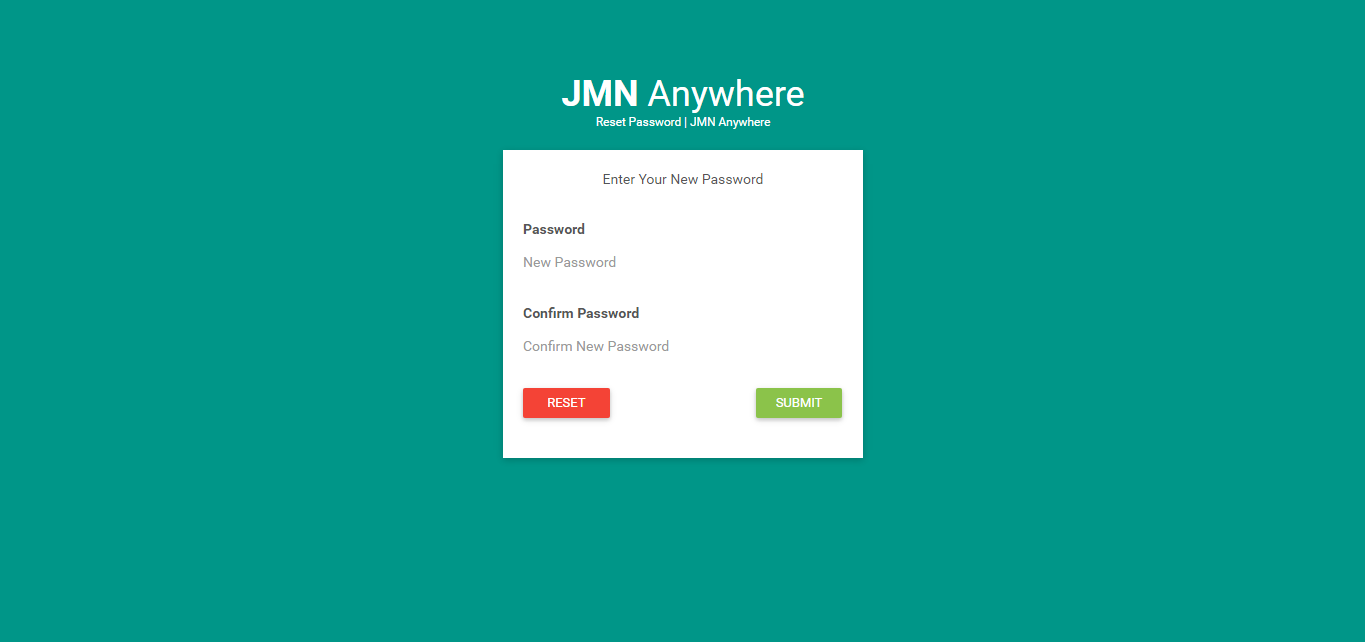 JMN Anywhere
Reset Password | JMN Anywhere
Enter Your New Password
Password
New Password
Confirm Password
Confirm New Password
RESET SUBMIT